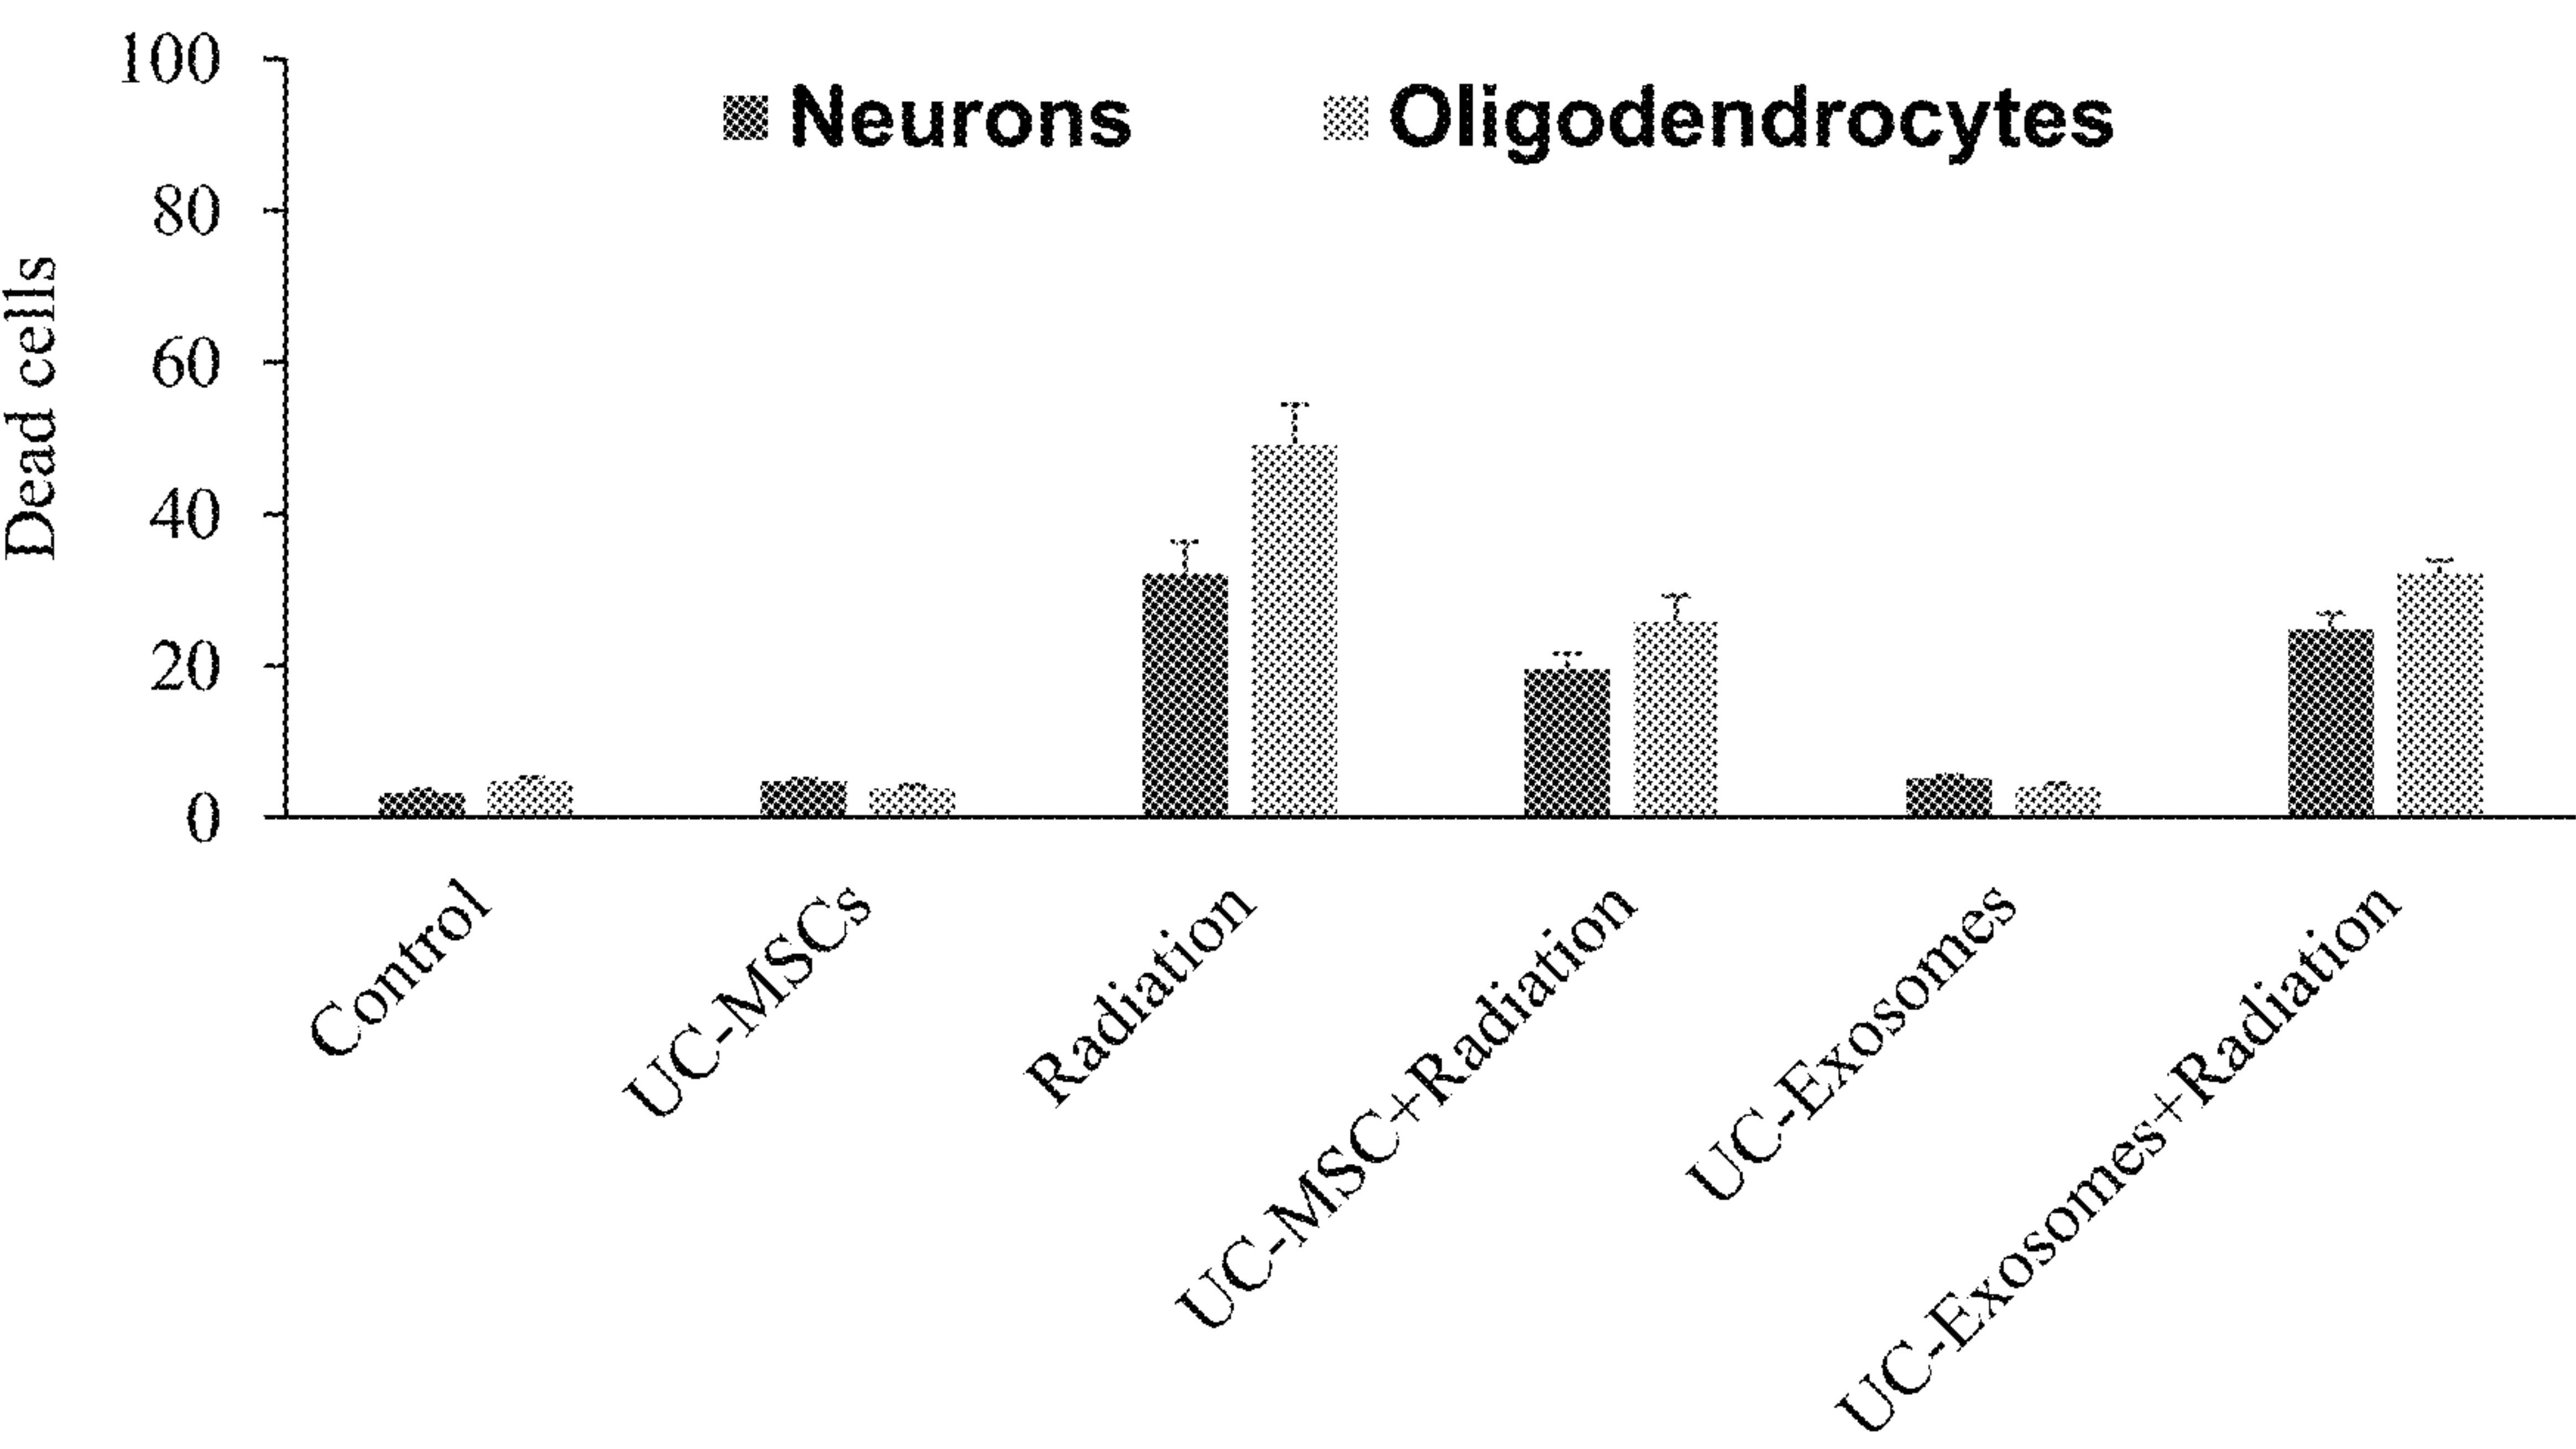 Neurons
Oligodendrocytes
Dead cells
100
80
60
40
20
0
Control
UC-MSCs
Radiation
UC-MSC+Radiation
UC-Exosomes
UC-Exosomes+Radiation